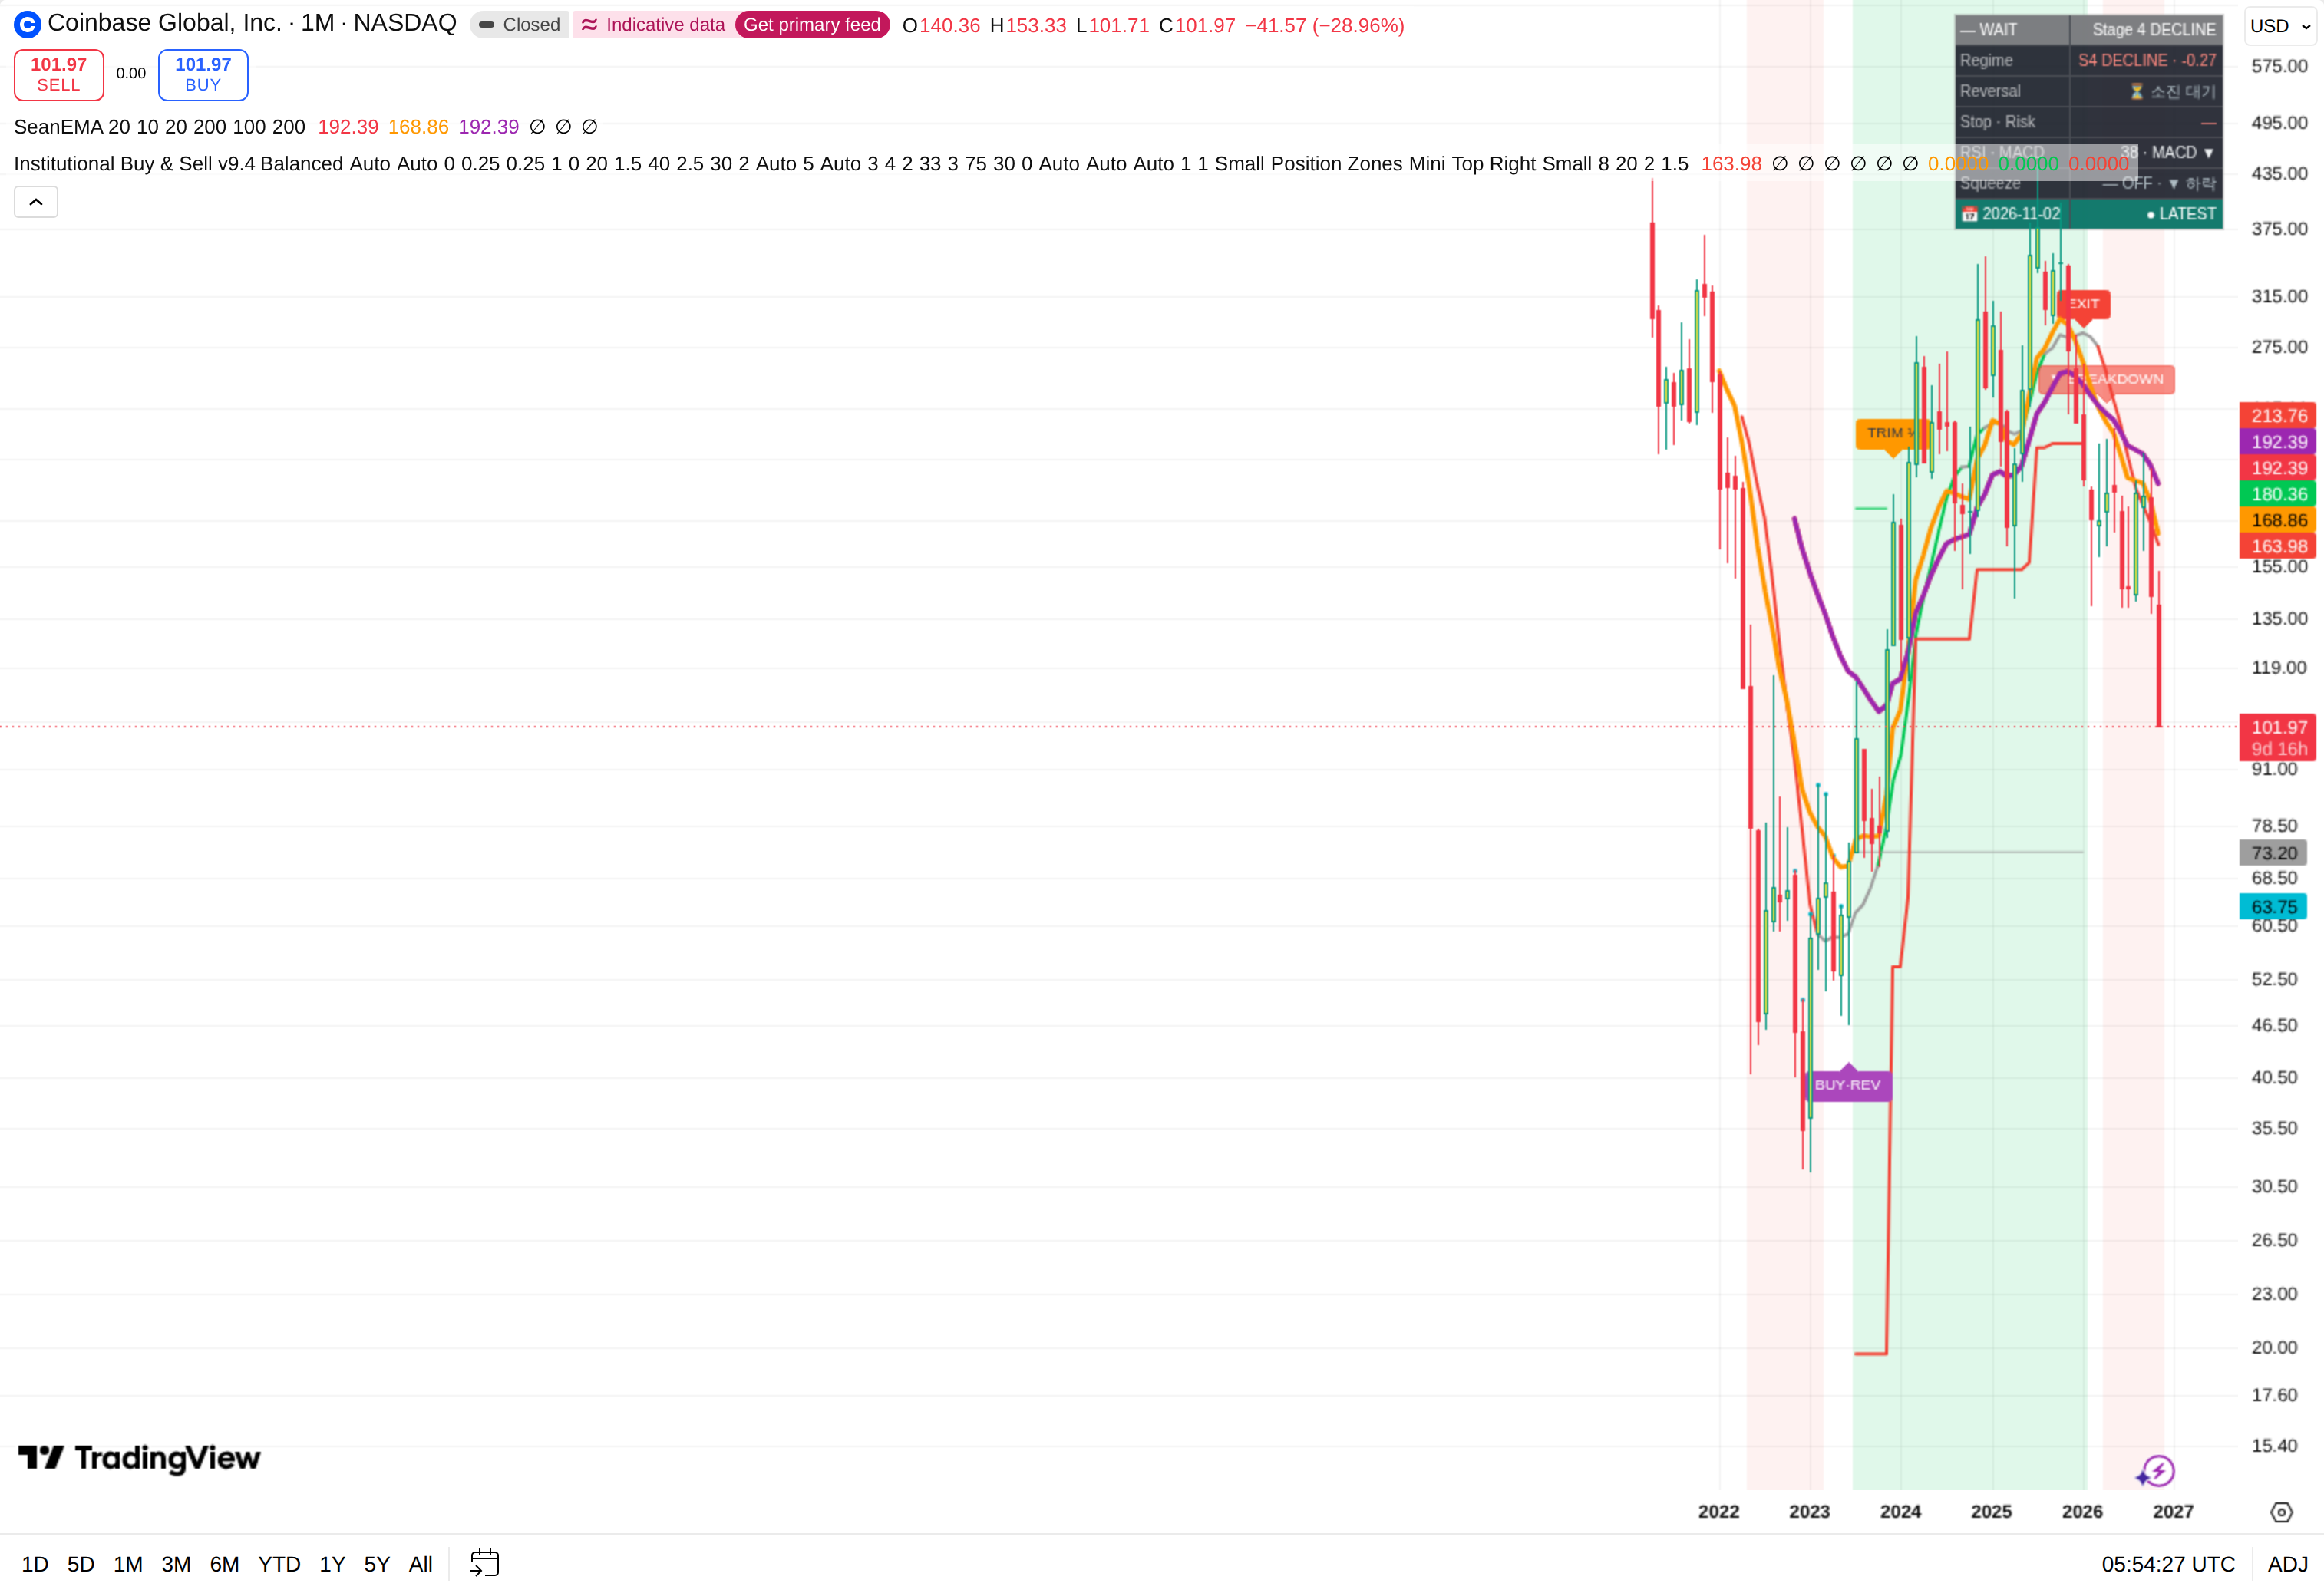 Coinbase Global, Inc. · 1M · NASDAQ Closed Indicative data Get primary feed O140.36 H153.33 L101.71 C101.97 −41.57 (−28.96%)
101.97 SELL
0.00
101.97 BUY
SeanEMA 20 10 20 200 100 200 192.39 168.86 192.39 ∅ ∅ ∅
Institutional Buy & Sell v9.4 Balanced Auto Auto 0 0.25 0.25 1 0 20 1.5 40 2.5 30 2 Auto 5 Auto 3 4 2 33 3 75 30 0 Auto Auto Auto 1 1 Small Position Zones Mini Top Right Small 8 20 2 1.5 163.98 ∅ ∅ ∅ ∅ ∅ ∅ 0.0000 0.0000 0.0000
— WAIT Stage 4 DECLINE
Regime S4 DECLINE · -0.27
Reversal ⏳ 소진 대기
Stop · Risk —
RSI · MACD 38 · MACD ▼
Squeeze — OFF · ▼ 하락
📅 2026-11-02 ● LATEST
USD
575.00
495.00
435.00
375.00
315.00
275.00
213.76
192.39
192.39
180.36
168.86
163.98
155.00
135.00
119.00
101.97
9d 16h
91.00
78.50
73.20
68.50
63.75
60.50
52.50
46.50
40.50
35.50
30.50
26.50
23.00
20.00
17.60
15.40
EXIT
TRIM
BUY-REV
TradingView
2022 2023 2024 2025 2026 2027
1D 5D 1M 3M 6M YTD 1Y 5Y All
05:54:27 UTC ADJ